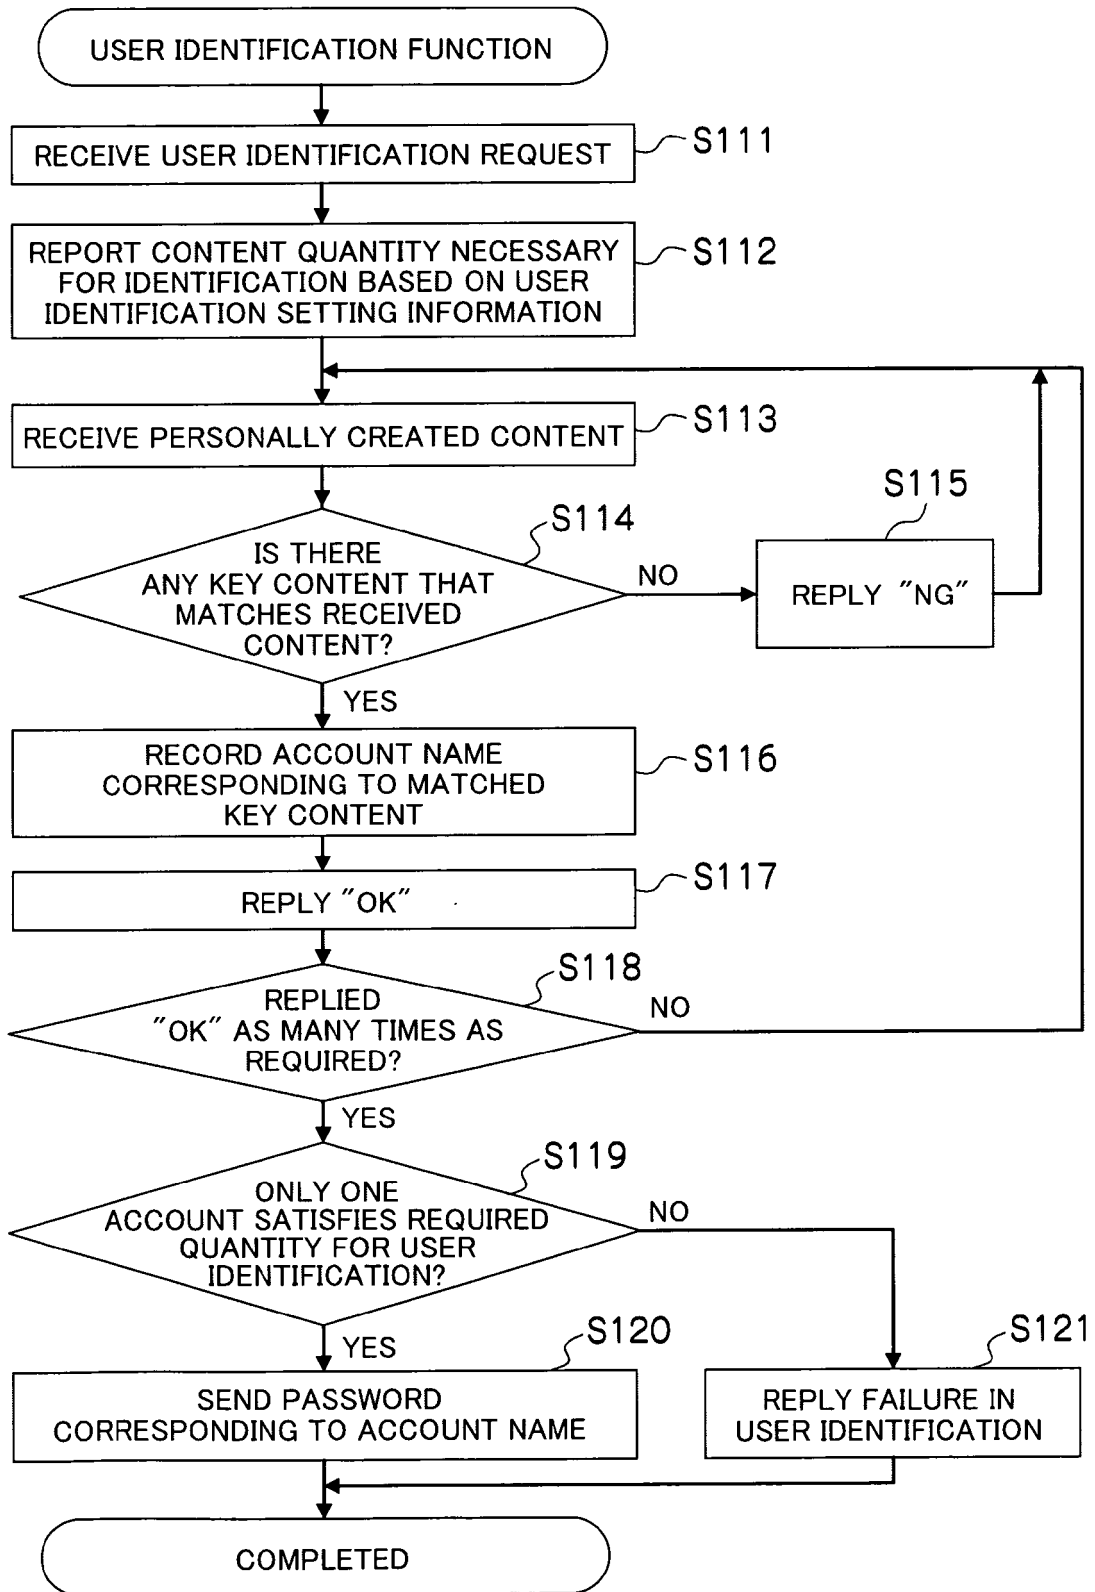 USER IDENTIFICATION FUNCTION
RECEIVE USER IDENTIFICATION REQUEST
S111
REPORT CONTENT QUANTITY NECESSARY
FOR IDENTIFICATION BASED ON USER
IDENTIFICATION SETTING INFORMATION
S112
RECEIVE PERSONALLY CREATED CONTENT
S113
IS THERE
ANY KEY CONTENT THAT
MATCHES RECEIVED
CONTENT?
S114
NO
S115
REPLY "NG"
YES
RECORD ACCOUNT NAME
CORRESPONDING TO MATCHED
KEY CONTENT
S116
REPLY "OK"
S117
REPLIED
"OK" AS MANY TIMES AS
REQUIRED?
S118
NO
YES
ONLY ONE
ACCOUNT SATISFIES REQUIRED
QUANTITY FOR USER
IDENTIFICATION?
S119
NO
YES
S120
SEND PASSWORD
CORRESPONDING TO ACCOUNT NAME
S121
REPLY FAILURE IN
USER IDENTIFICATION
COMPLETED